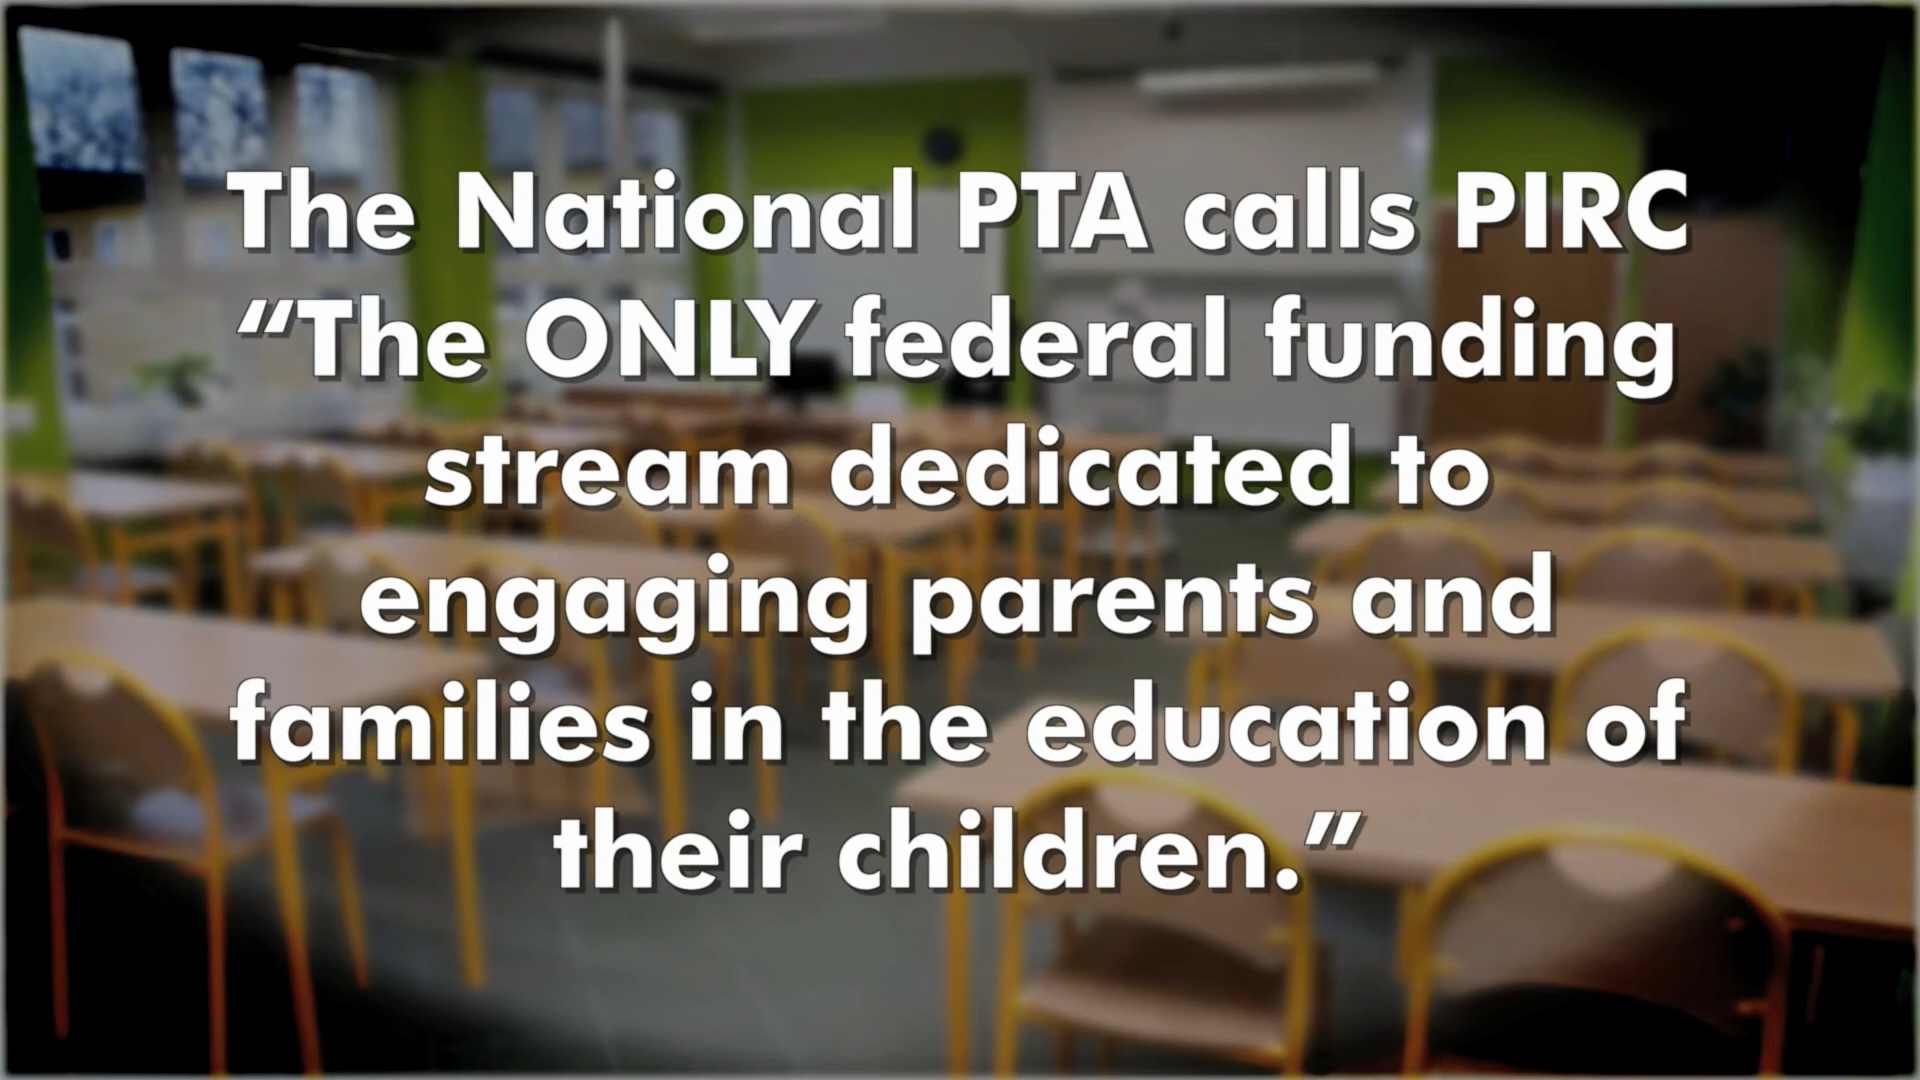 The National PTA calls PIRC
“The ONLY federal funding
stream dedicated to
engaging parents and
families in the education of
their children.”